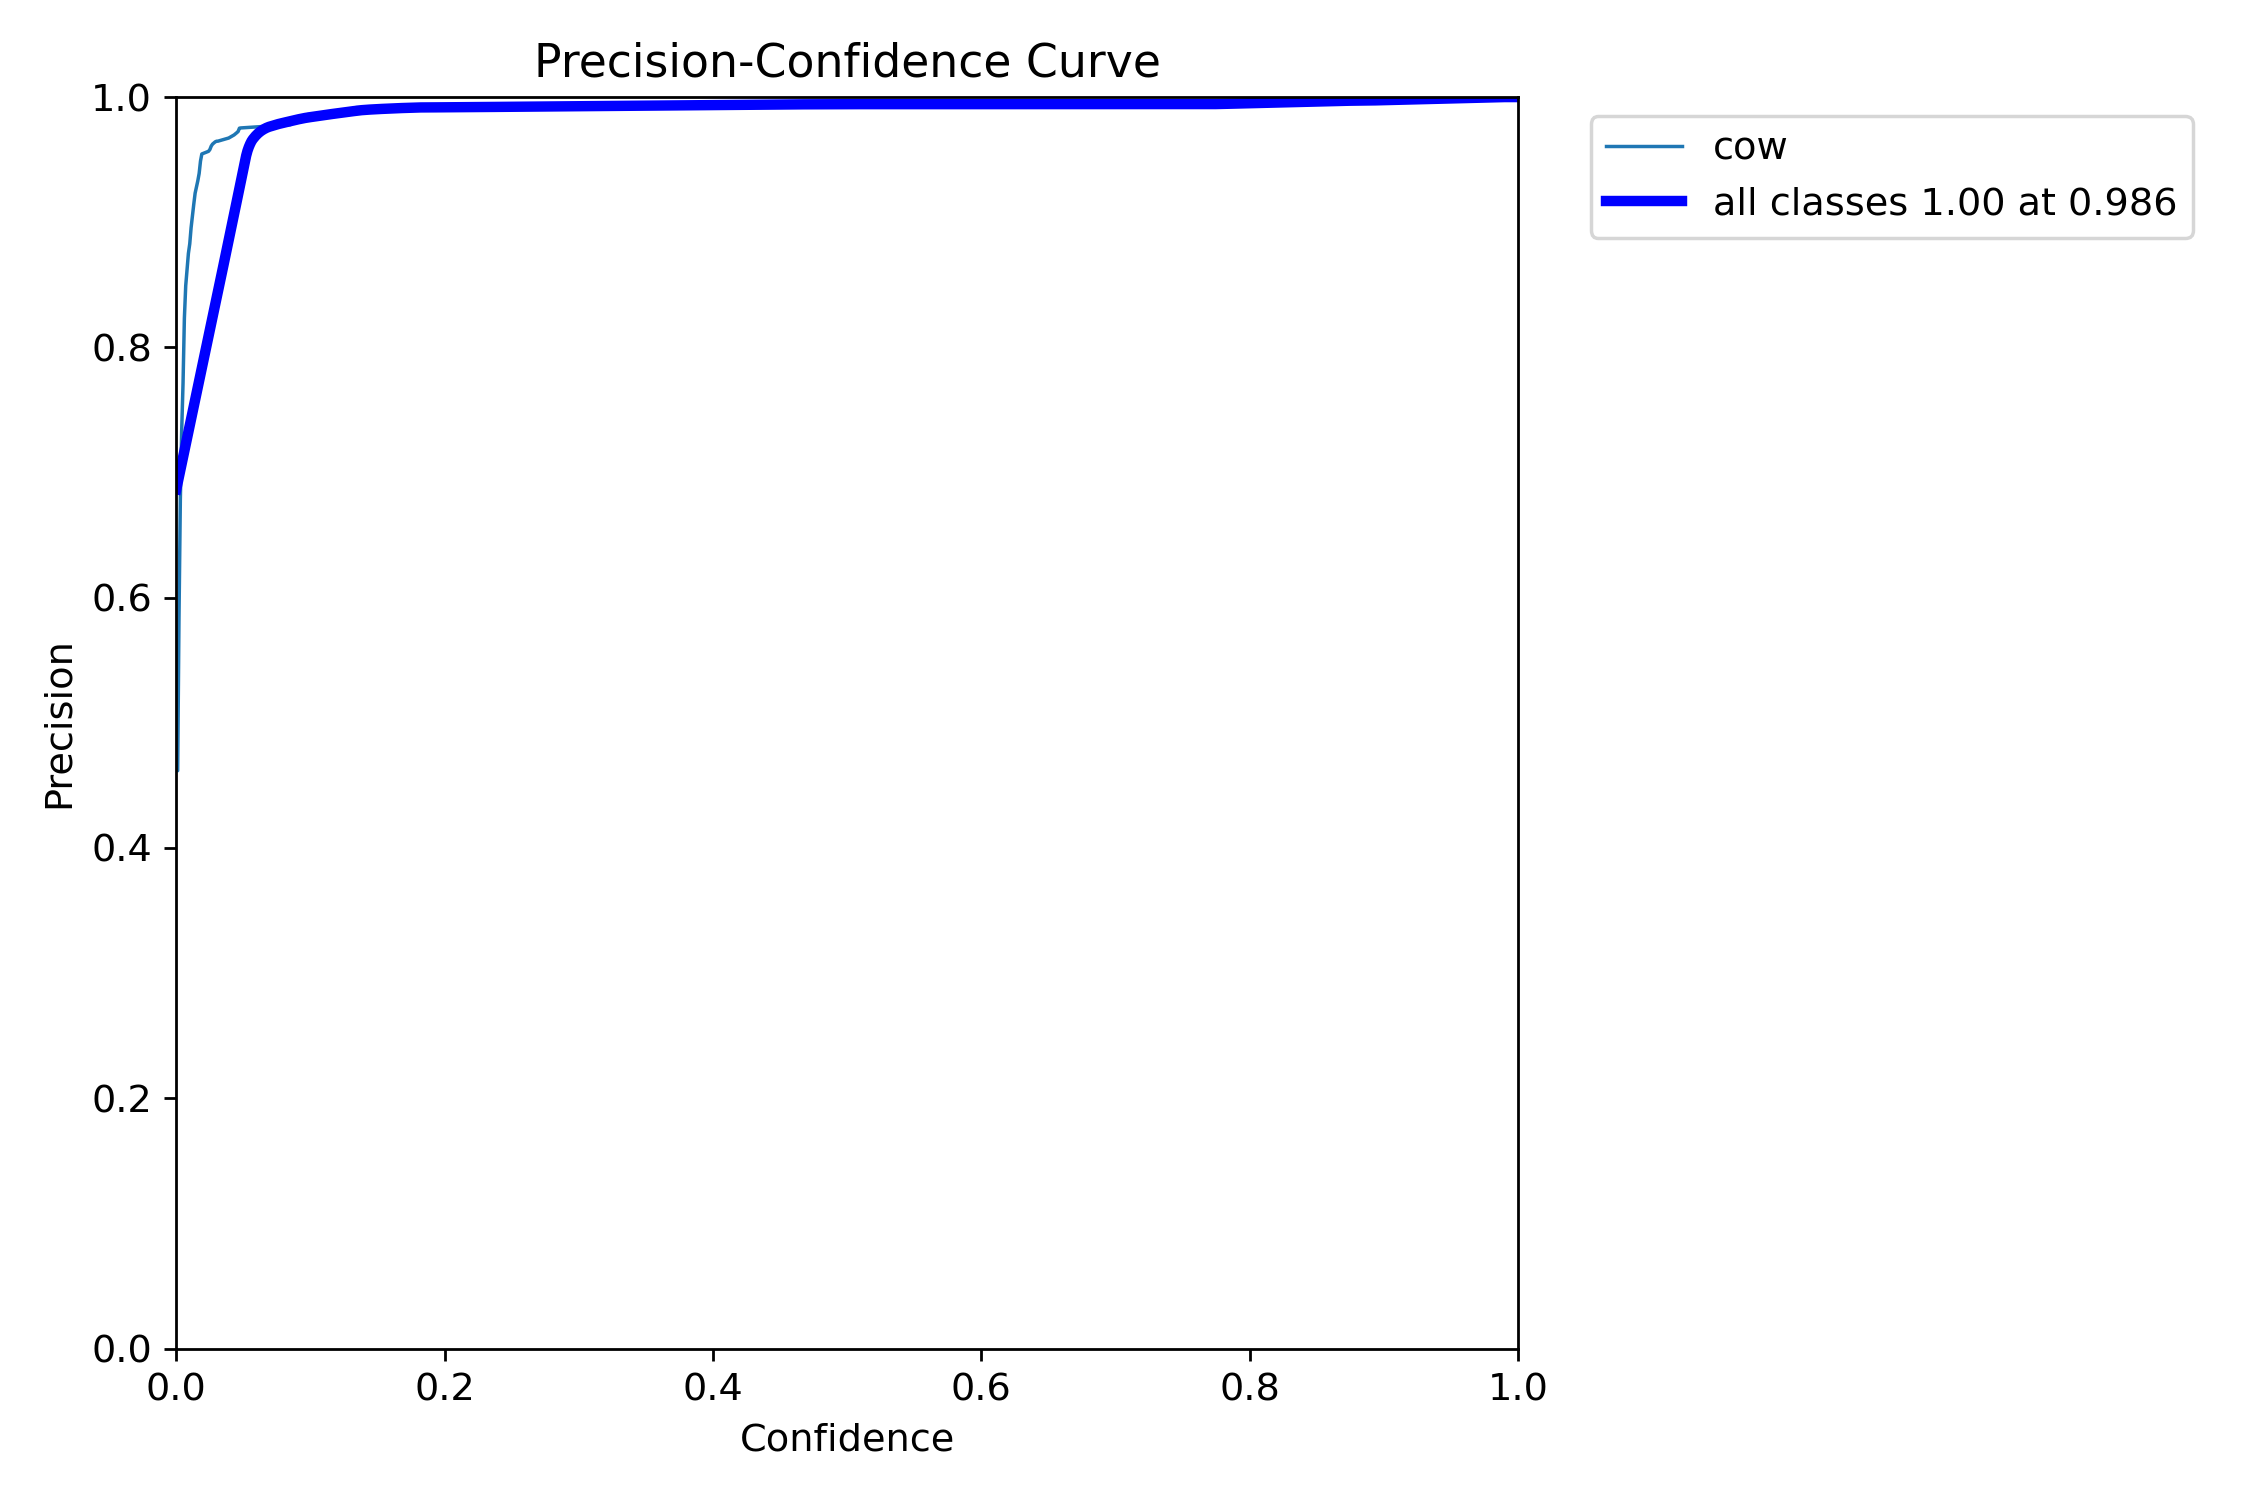 Precision-Confidence Curve
1.0
0.8
0.6
0.4
0.2
0.0
Precision
0.0 0.2 0.4 0.6 0.8 1.0
Confidence
cow
all classes 1.00 at 0.986